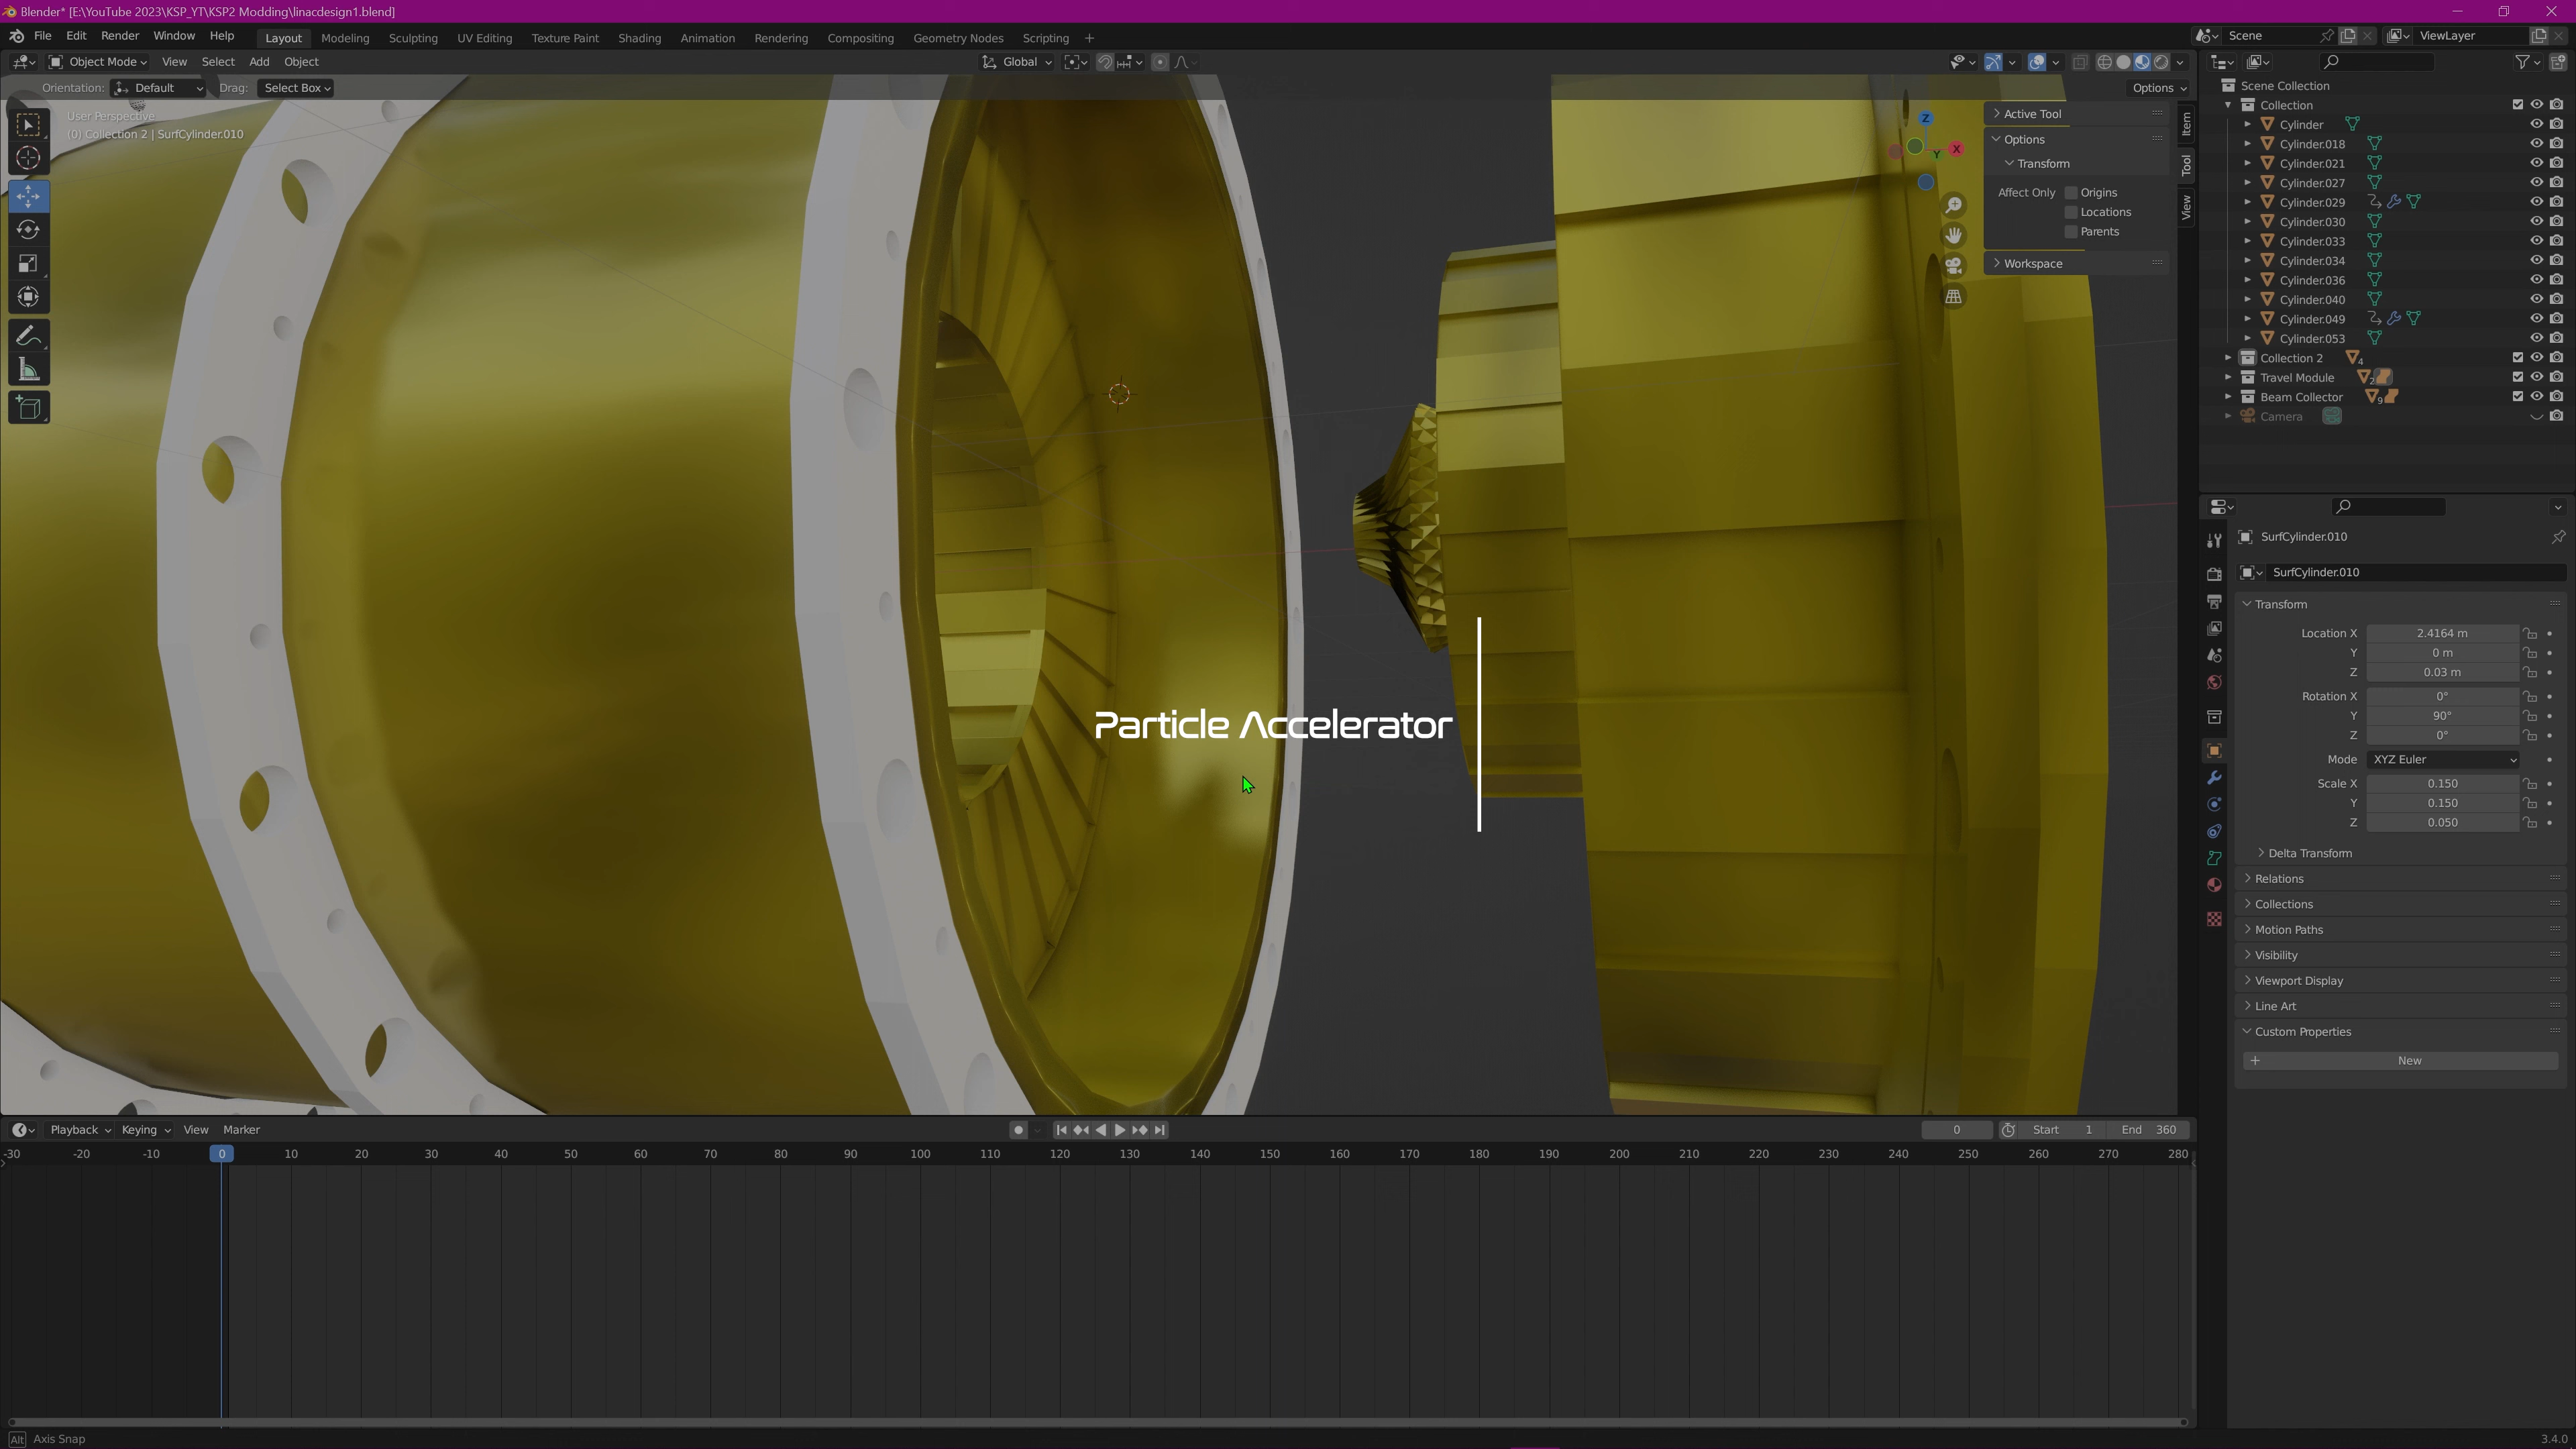 Blender* [E:\YouTube 2023\KSP_YT\KSP2 Modding\linacdesign1.blend]
File Edit Render Window Help Layout Modeling Sculpting UV Editing Texture Paint Shading Animation Rendering Compositing Geometry Nodes Scripting + Scene ViewLayer
Object Mode View Select Add Object Global
Orientation: Default Drag: Select Box Options
User Perspective
(0) Collection 2 | SurfCylinder.010
Z
X
Y
Active Tool
Options
Transform
Affect Only Origins
Locations
Parents
Workspace
Item
Tool
View
Scene Collection
Collection
Cylinder
Cylinder.018
Cylinder.021
Cylinder.027
Cylinder.029
Cylinder.030
Cylinder.033
Cylinder.034
Cylinder.036
Cylinder.040
Cylinder.049
Cylinder.053
Collection 2 4
Travel Module 2
Beam Collector 9
Camera
SurfCylinder.010
SurfCylinder.010
Transform
Location X 2.4164 m
Y 0 m
Z 0.03 m
Rotation X 0°
Y 90°
Z 0°
Mode XYZ Euler
Scale X 0.150
Y 0.150
Z 0.050
Delta Transform
Relations
Collections
Motion Paths
Visibility
Viewport Display
Line Art
Custom Properties
New
Particle Accelerator
Playback Keying View Marker 0 Start 1 End 360
-30 -20 -10 0 10 20 30 40 50 60 70 80 90 100 110 120 130 140 150 160 170 180 190 200 210 220 230 240 250 260 270 280
Alt Axis Snap
3.4.0